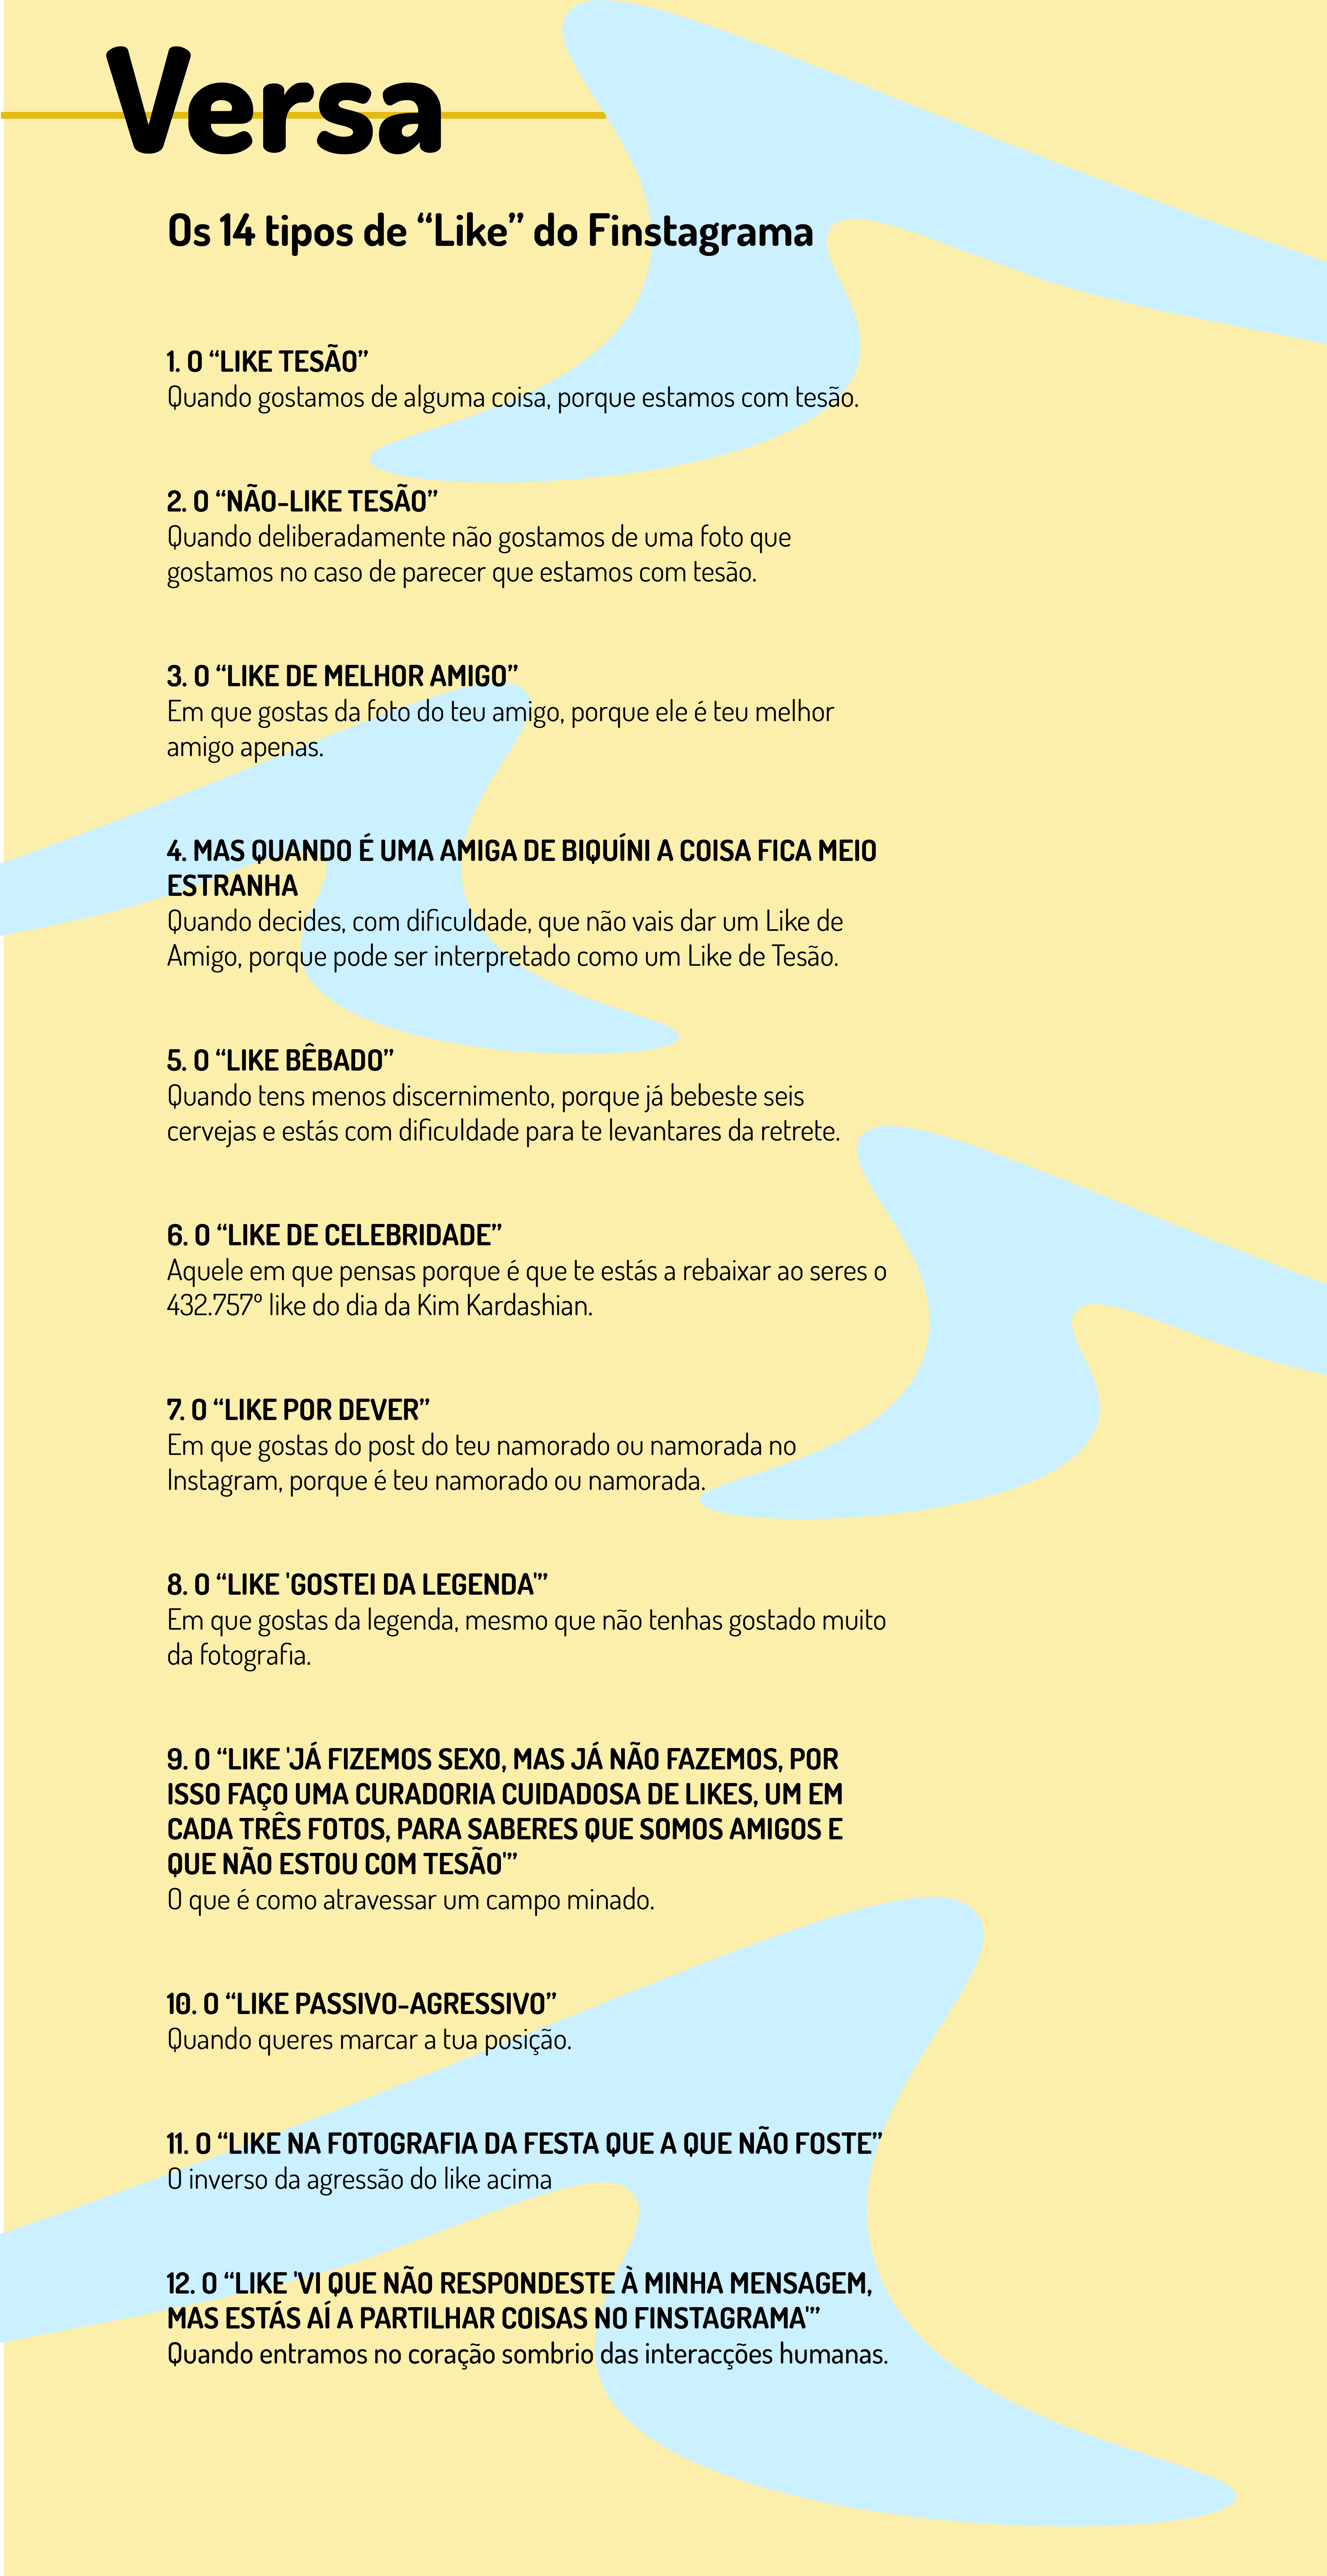 Versa
Os 14 tipos de “Like” do Finstagrama
1. O “LIKE TESÃO”
Quando gostamos de alguma coisa, porque estamos com tesão.
2. O “NÃO-LIKE TESÃO”
Quando deliberadamente não gostamos de uma foto que
gostamos no caso de parecer que estamos com tesão.
3. O “LIKE DE MELHOR AMIGO”
Em que gostas da foto do teu amigo, porque ele é teu melhor
amigo apenas.
4. MAS QUANDO É UMA AMIGA DE BIQUÍNI A COISA FICA MEIO
ESTRANHA
Quando decides, com dificuldade, que não vais dar um Like de
Amigo, porque pode ser interpretado como um Like de Tesão.
5. O “LIKE BÊBADO”
Quando tens menos discernimento, porque já bebeste seis
cervejas e estás com dificuldade para te levantares da retrete.
6. O “LIKE DE CELEBRIDADE”
Aquele em que pensas porque é que te estás a rebaixar ao seres o
432.757º like do dia da Kim Kardashian.
7. O “LIKE POR DEVER”
Em que gostas do post do teu namorado ou namorada no
Instagram, porque é teu namorado ou namorada.
8. O “LIKE 'GOSTEI DA LEGENDA'”
Em que gostas da legenda, mesmo que não tenhas gostado muito
da fotografia.
9. O “LIKE 'JÁ FIZEMOS SEXO, MAS JÁ NÃO FAZEMOS, POR
ISSO FAÇO UMA CURADORIA CUIDADOSA DE LIKES, UM EM
CADA TRÊS FOTOS, PARA SABERES QUE SOMOS AMIGOS E
QUE NÃO ESTOU COM TESÃO'”
O que é como atravessar um campo minado.
10. O “LIKE PASSIVO-AGRESSIVO”
Quando queres marcar a tua posição.
11. O “LIKE NA FOTOGRAFIA DA FESTA QUE A QUE NÃO FOSTE”
O inverso da agressão do like acima
12. O “LIKE 'VI QUE NÃO RESPONDESTE À MINHA MENSAGEM,
MAS ESTÁS AÍ A PARTILHAR COISAS NO FINSTAGRAMA'”
Quando entramos no coração sombrio das interacções humanas.